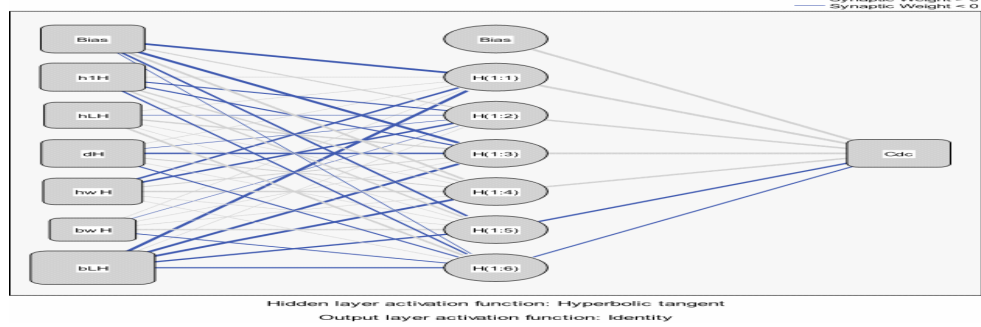 Synaptic Weight < 0
Bias
h1H
hLH
dH
hw H
bw H
bLH
Bias
H(1:1)
H(1:2)
H(1:3)
H(1:4)
H(1:5)
H(1:6)
Cdc
Hidden layer activation function: Hyperbolic tangent
Output layer activation function: Identity